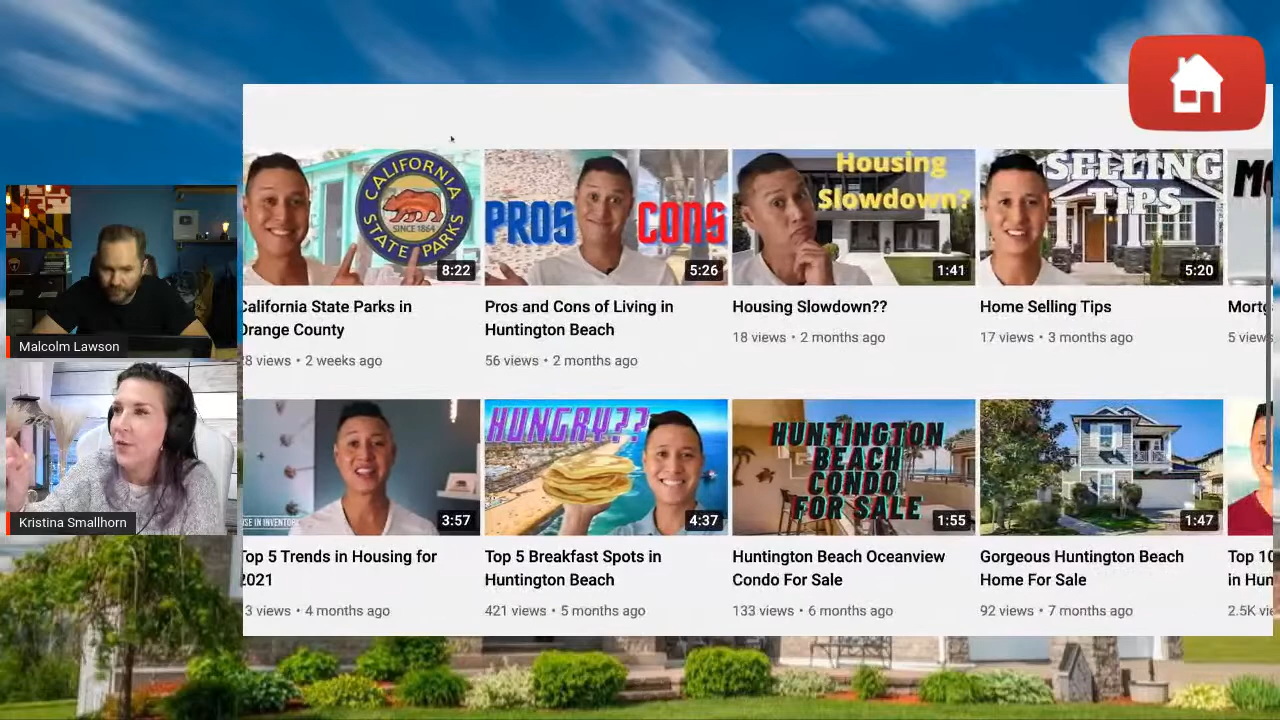 CALIFORNIA
STATE PARKS
SINCE 1864
8:22
PROS
CONS
5:26
Housing
Slowdown?
1:41
SELLING
TIPS
5:20
California State Parks in
Orange County
views • 2 weeks ago
Pros and Cons of Living in
Huntington Beach
56 views • 2 months ago
Housing Slowdown??
18 views • 2 months ago
Home Selling Tips
17 views • 3 months ago
5 views
Malcolm Lawson
Kristina Smallhorn
3:57
HUNGRY??
4:37
HUNTINGTON
BEACH
CONDO
FOR SALE
1:55
1:47
Top 5 Trends in Housing for
2021
views • 4 months ago
Top 5 Breakfast Spots in
Huntington Beach
421 views • 5 months ago
Huntington Beach Oceanview
Condo For Sale
133 views • 6 months ago
Gorgeous Huntington Beach
Home For Sale
92 views • 7 months ago
Top 10
in Hun
2.5K vi